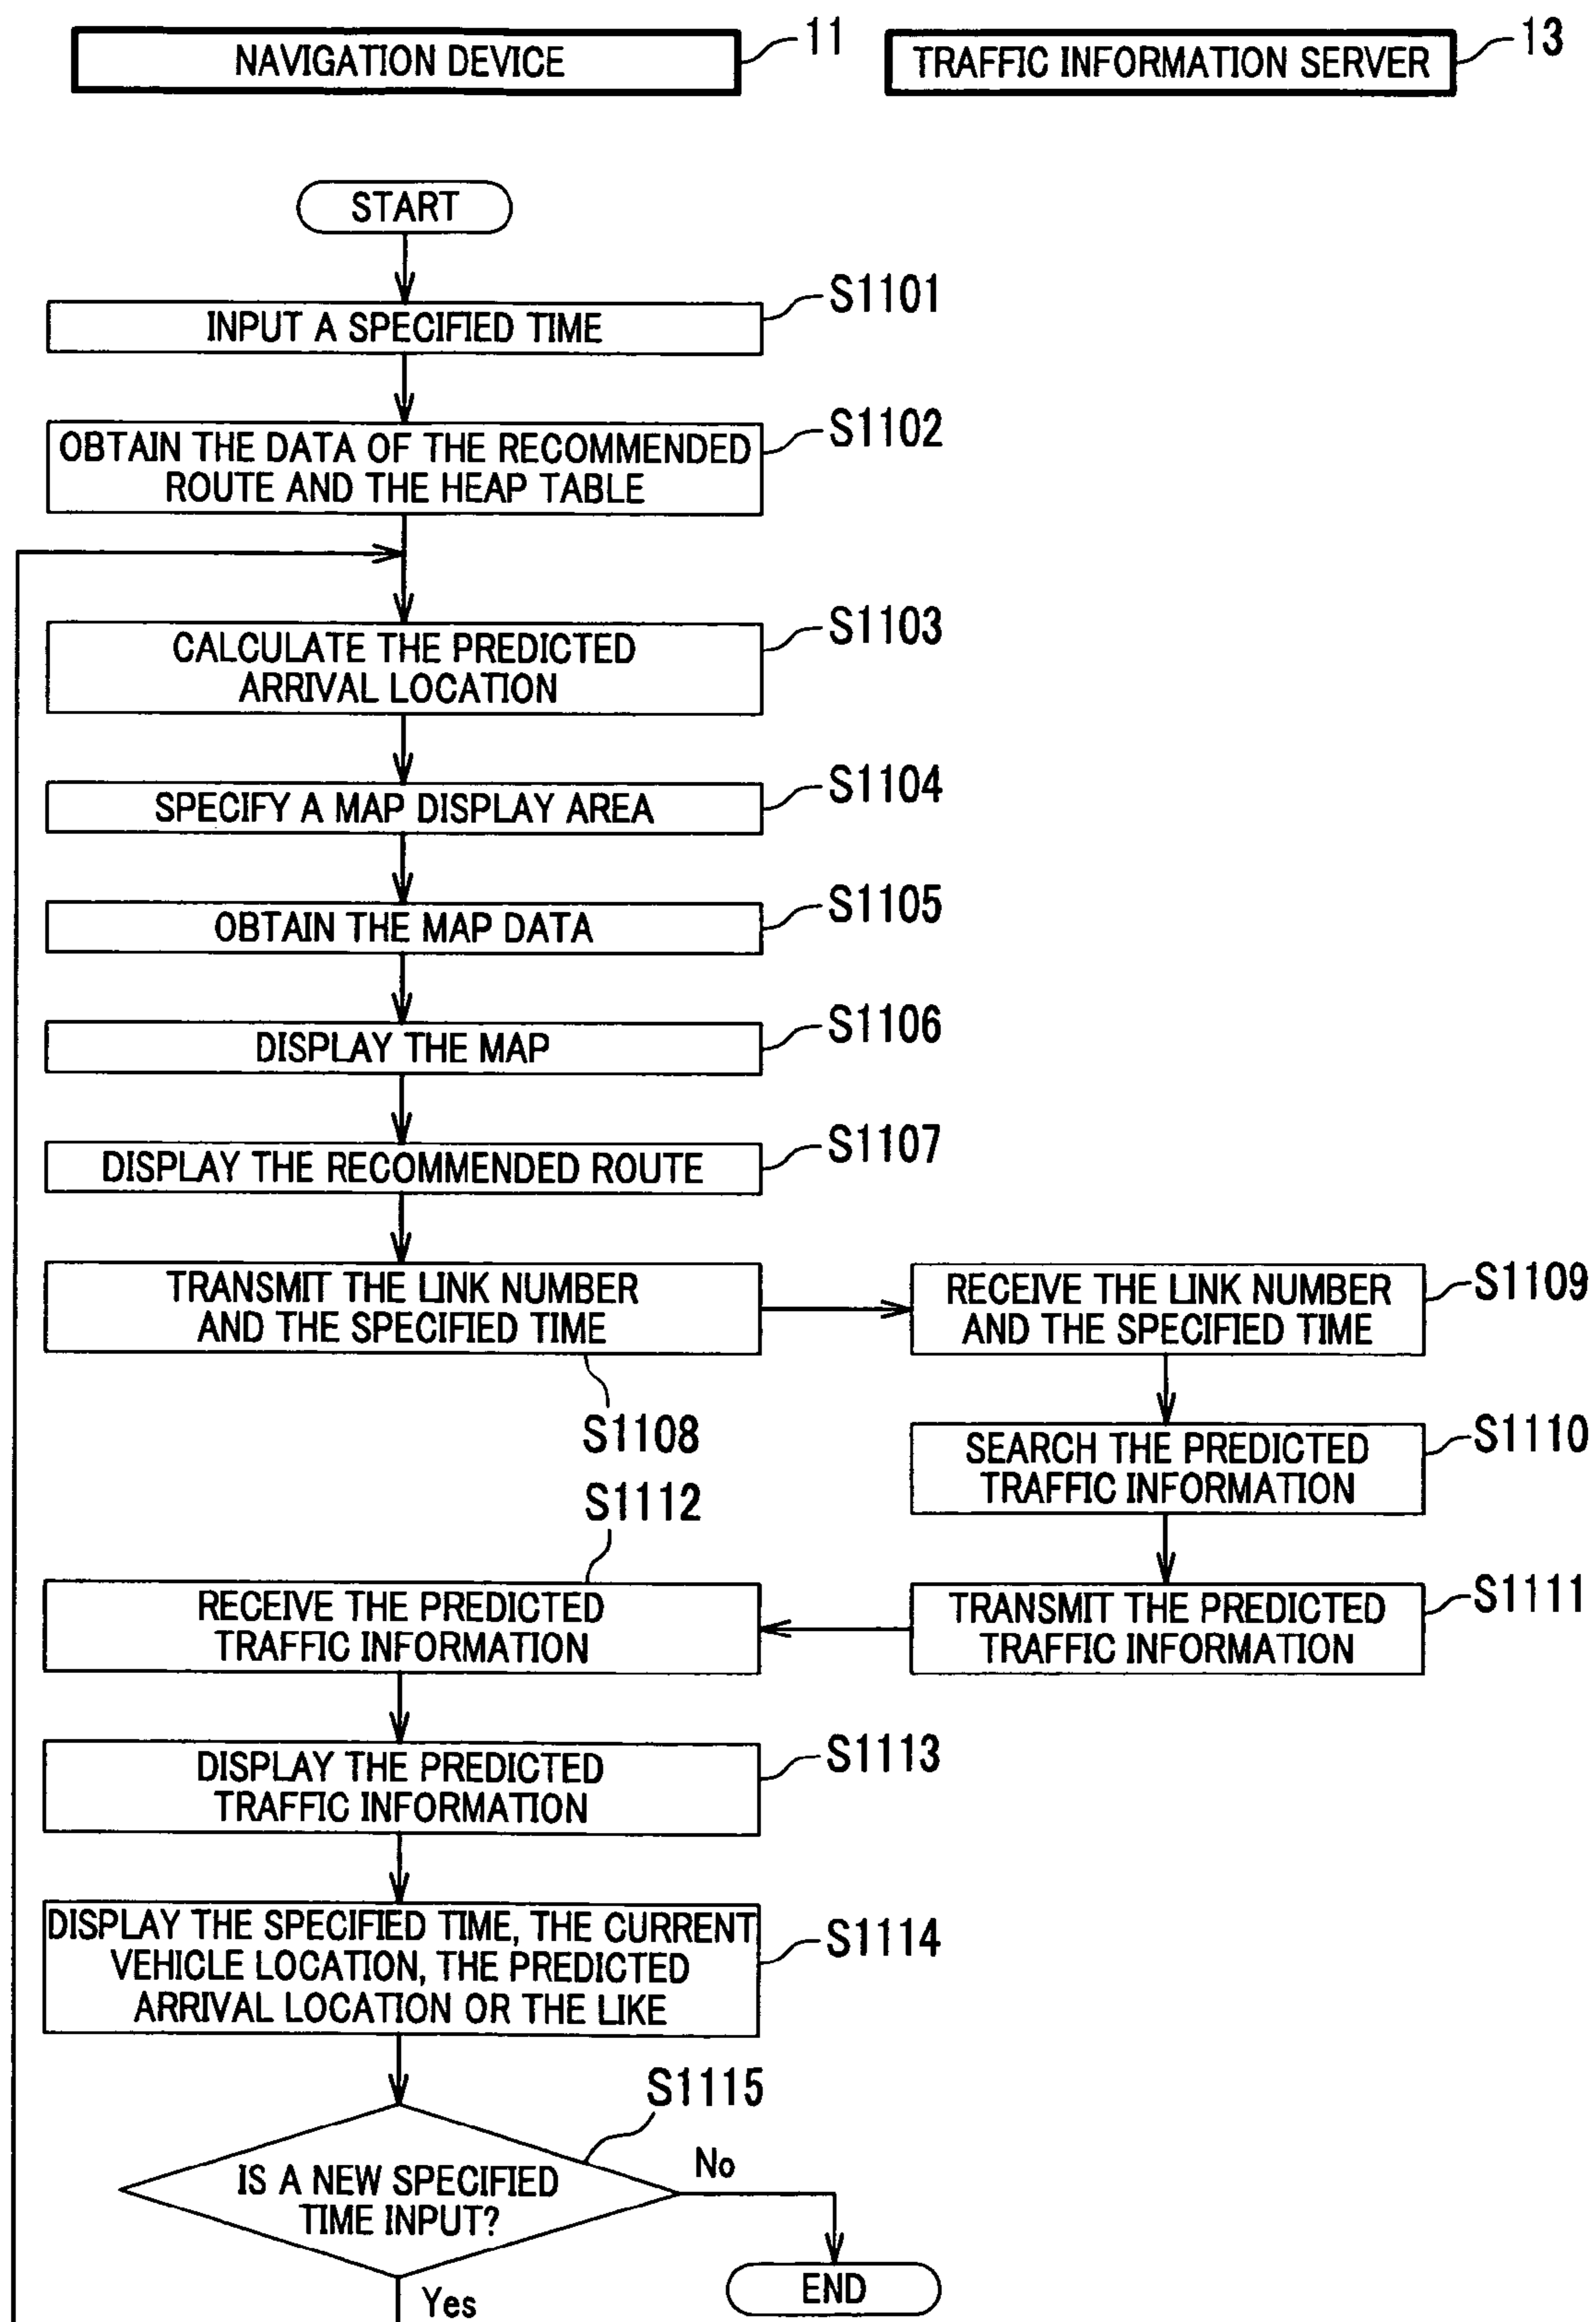 NAVIGATION DEVICE
11
TRAFFIC INFORMATION SERVER
13
START
S1101
INPUT A SPECIFIED TIME
S1102
OBTAIN THE DATA OF THE RECOMMENDED
ROUTE AND THE HEAP TABLE
S1103
CALCULATE THE PREDICTED
ARRIVAL LOCATION
S1104
SPECIFY A MAP DISPLAY AREA
S1105
OBTAIN THE MAP DATA
S1106
DISPLAY THE MAP
S1107
DISPLAY THE RECOMMENDED ROUTE
TRANSMIT THE LINK NUMBER
AND THE SPECIFIED TIME
S1108
RECEIVE THE LINK NUMBER
AND THE SPECIFIED TIME
S1109
SEARCH THE PREDICTED
TRAFFIC INFORMATION
S1110
TRANSMIT THE PREDICTED
TRAFFIC INFORMATION
S1111
S1112
RECEIVE THE PREDICTED
TRAFFIC INFORMATION
S1113
DISPLAY THE PREDICTED
TRAFFIC INFORMATION
S1114
DISPLAY THE SPECIFIED TIME, THE CURRENT
VEHICLE LOCATION, THE PREDICTED
ARRIVAL LOCATION OR THE LIKE
S1115
IS A NEW SPECIFIED
TIME INPUT?
No
END
Yes